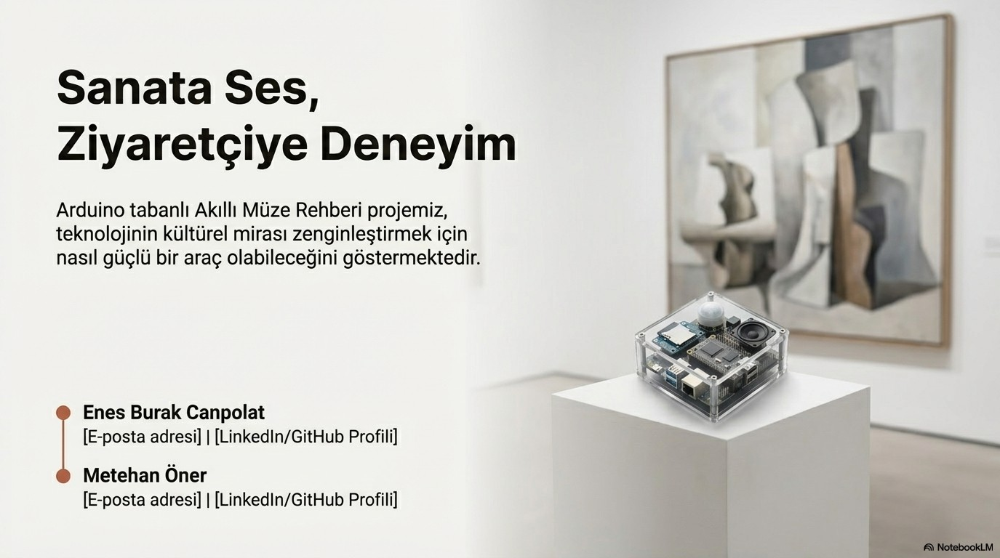 Sanata Ses,
Ziyaretçiye Deneyim
Arduino tabanlı Akıllı Müze Rehberi projemiz,
teknolojinin kültürel mirası zenginleştirmek için
nasıl güçlü bir araç olabileceğini göstermektedir.
Enes Burak Canpolat
[E-posta adresi] | [LinkedIn/GitHub Profili]
Metehan Öner
[E-posta adresi] | [LinkedIn/GitHub Profili]
NotebookLM